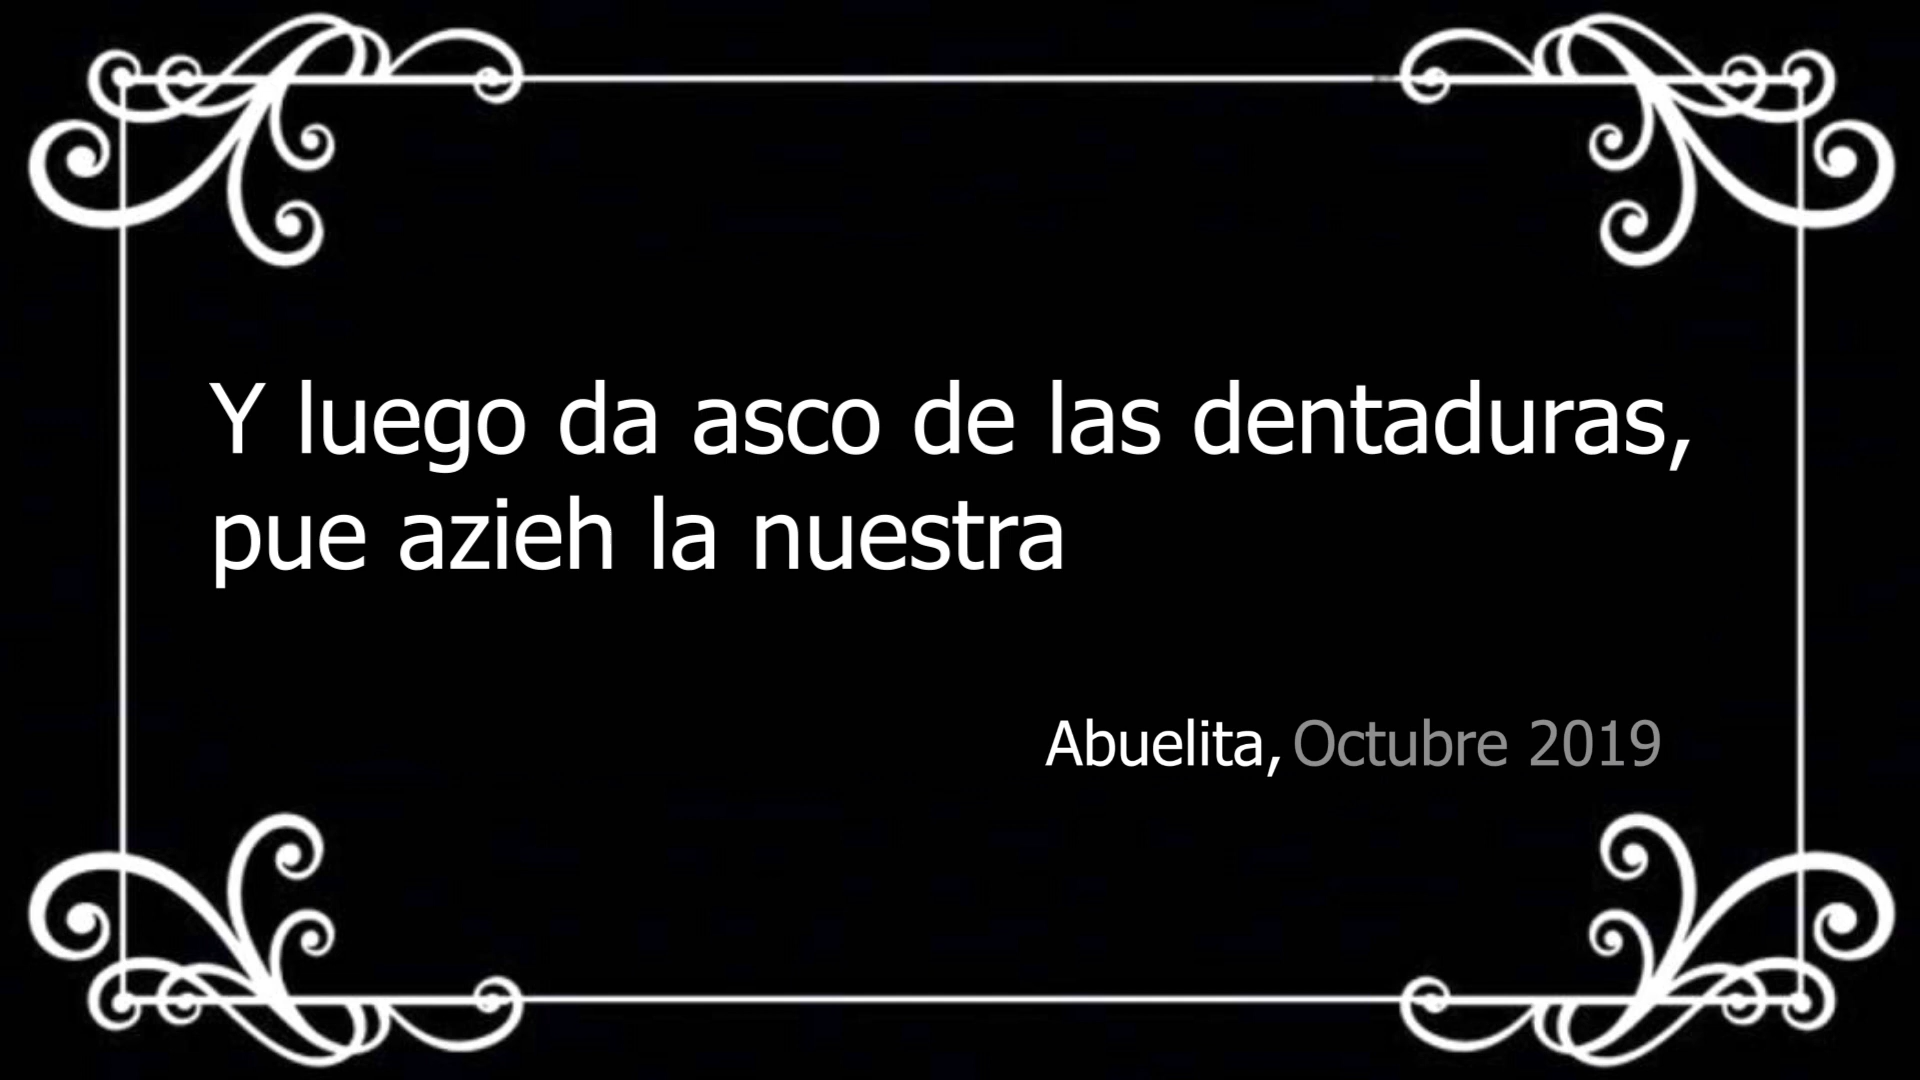 Y luego da asco de las dentaduras,
pue azieh la nuestra
Abuelita, Octubre 2019